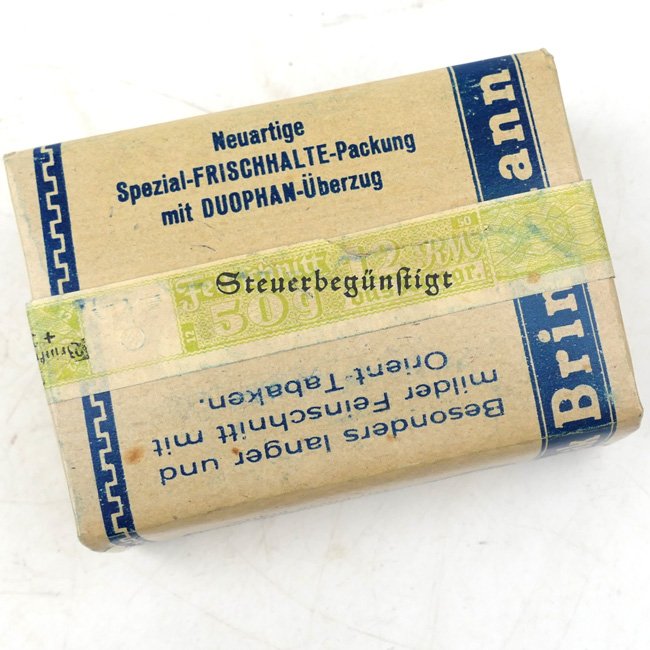 Neuartige
Spezial-FRISCHHALTE-Packung
mit DUOPHAN-Überzug
50
Steuerbegünstigt
50g
Besonders langer und
milder Feinschnitt mit
Orient-Tabaken.
Brin
ann